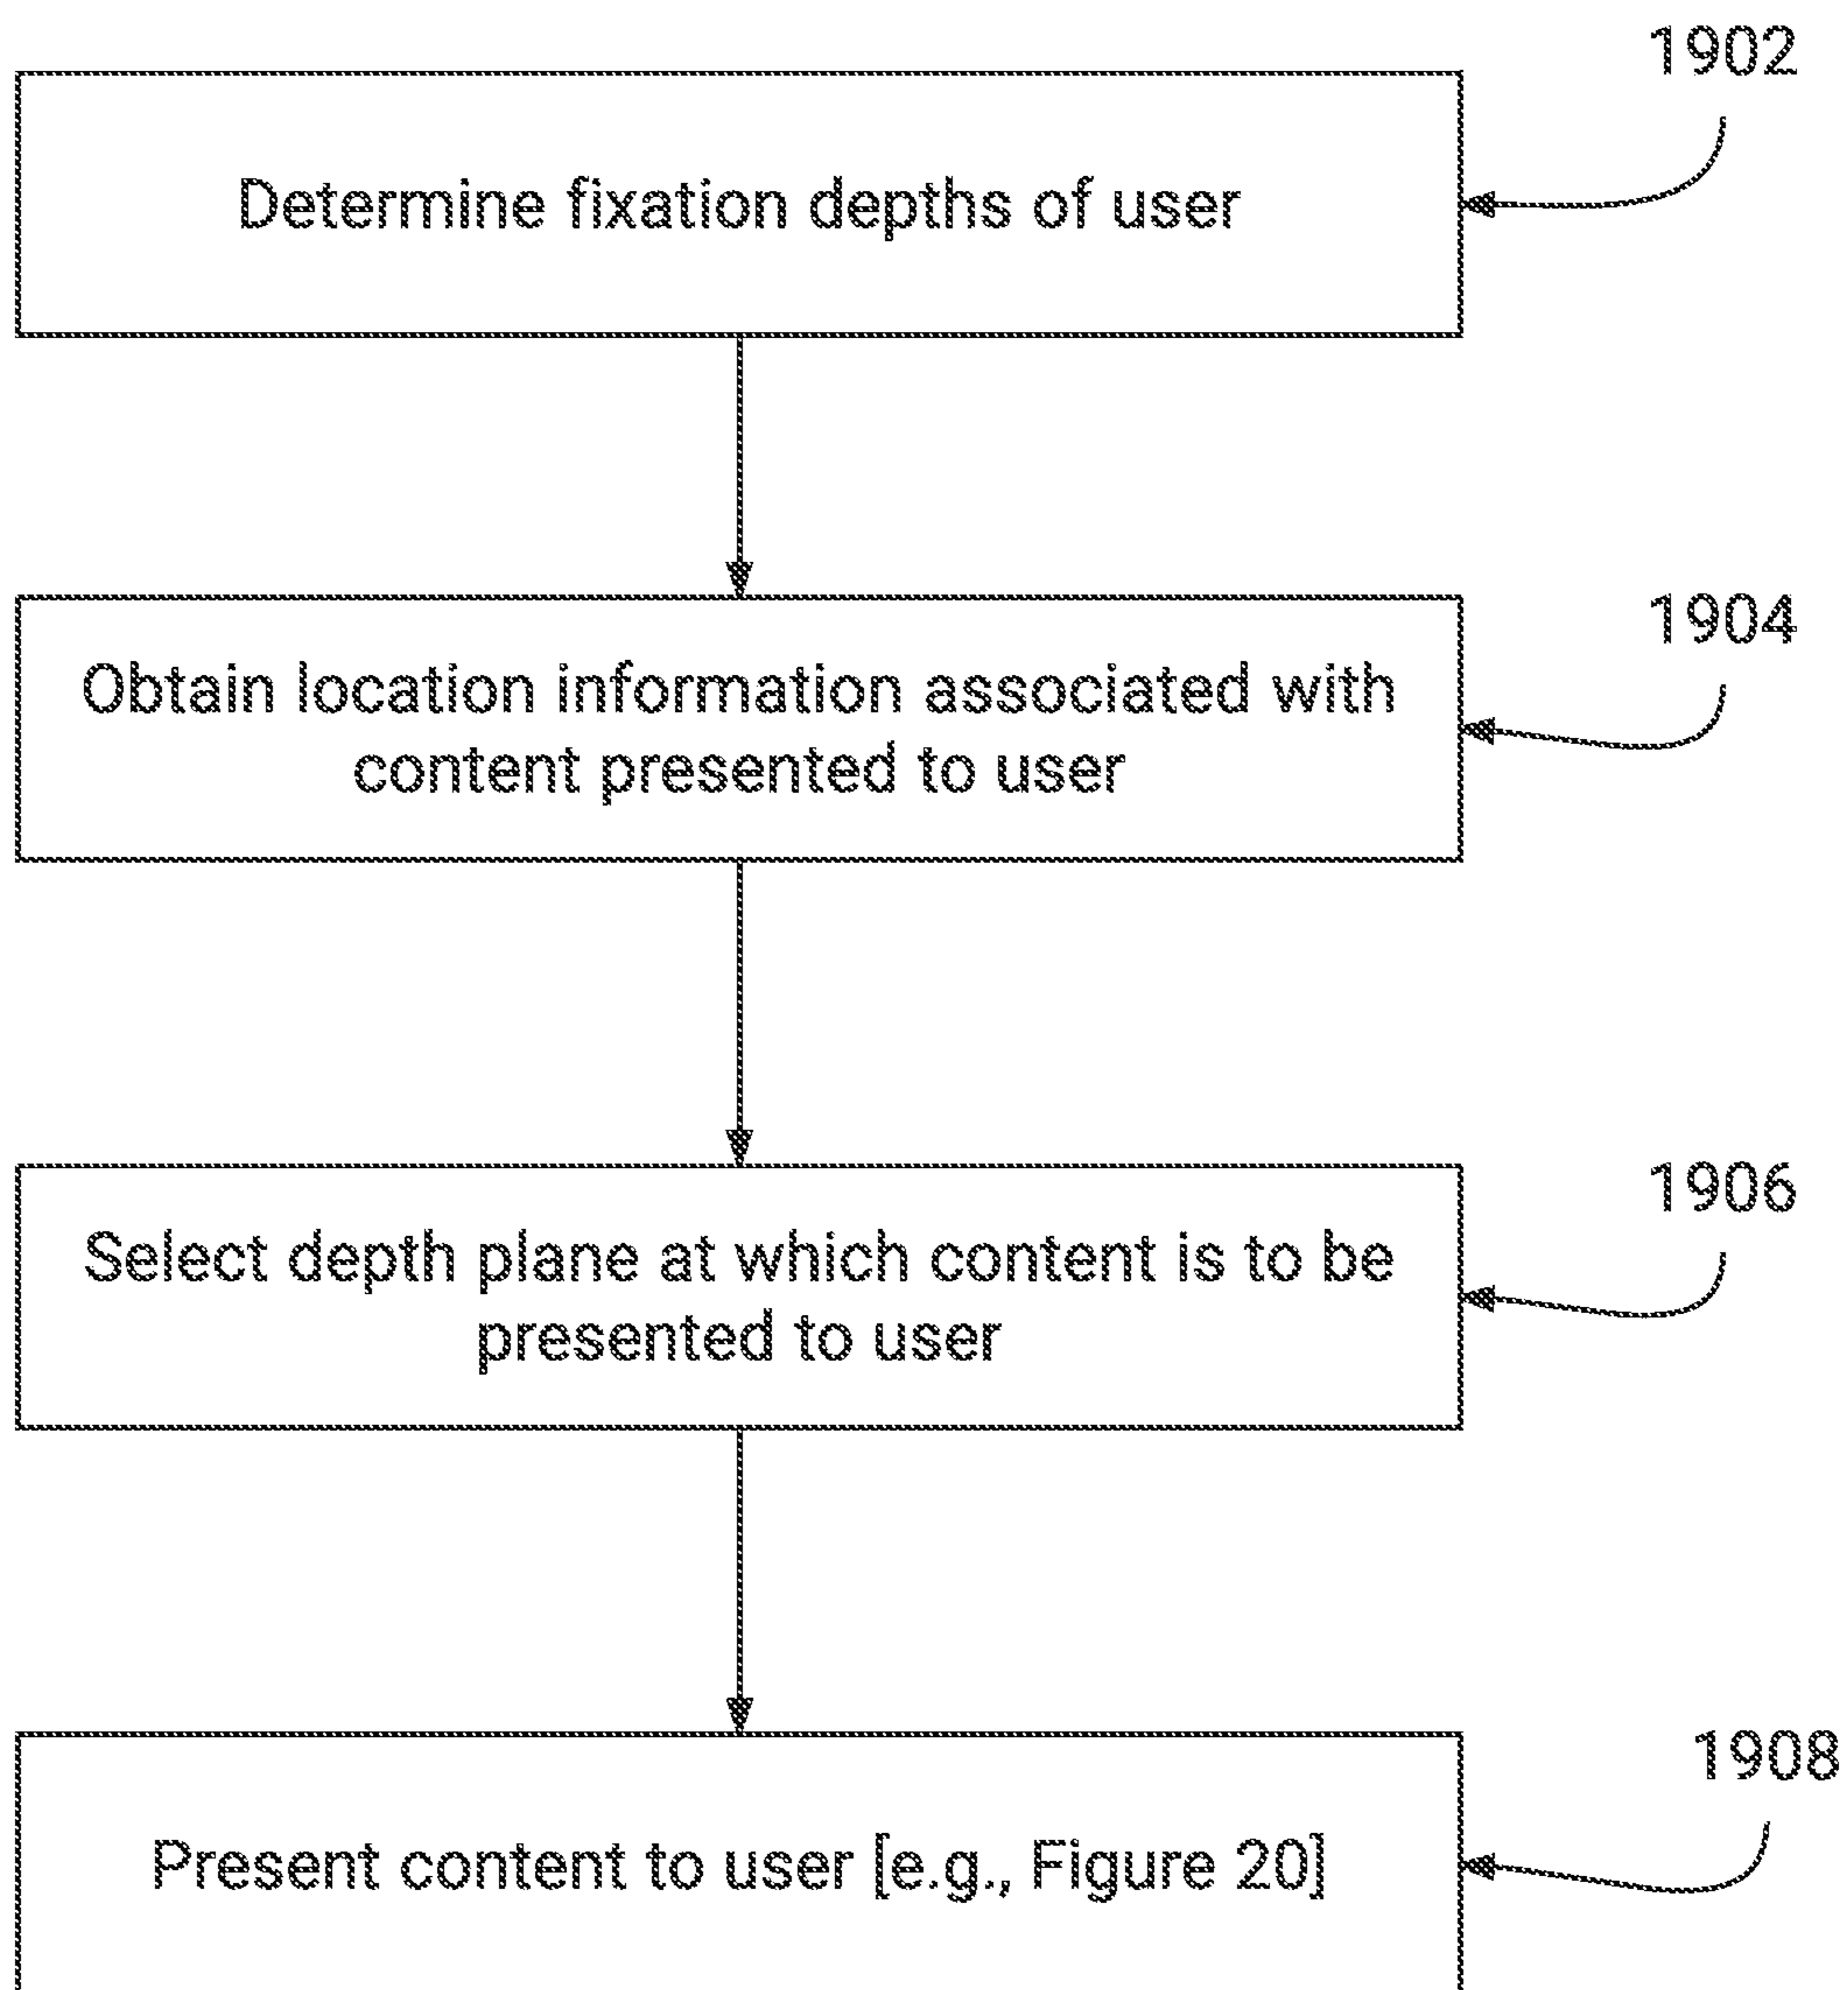 1902
Determine fixation depths of user
1904
Obtain location information associated with
content presented to user
1906
Select depth plane at which content is to be
presented to user
1908
Present content to user [e.g., Figure 20]